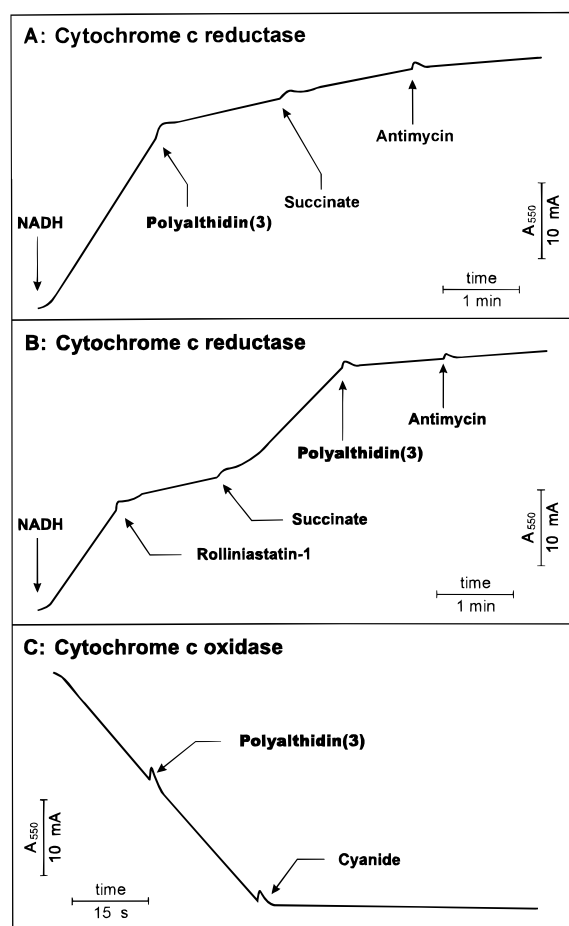 A: Cytochrome c reductase
Antimycin
Succinate
NADH
Polyalthidin(3)
A550
10 mA
time
1 min
B: Cytochrome c reductase
Antimycin
Polyalthidin(3)
Succinate
NADH
Rolliniastatin-1
A550
10 mA
time
1 min
C: Cytochrome c oxidase
Polyalthidin(3)
A550
10 mA
Cyanide
time
15 s